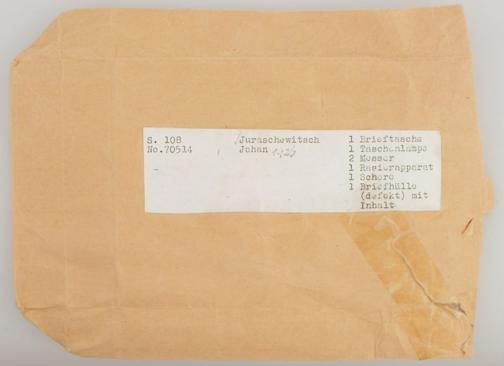 S. 108 Juraschewitsch 1 Brieftasche
No.70514 Johan 1 Taschenlampe
2 Messer
1 Rasierapparat
1 Schere
1 Briefhülle
(defekt) mit
Inhalt